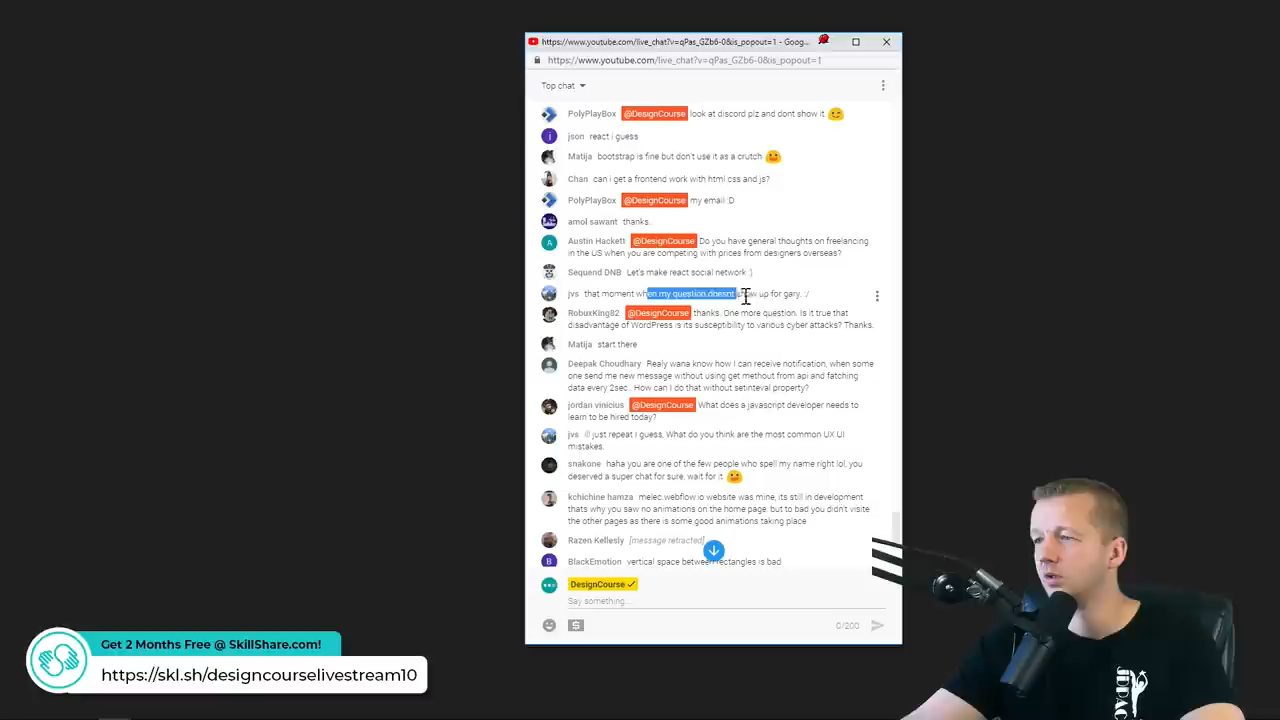 https://www.youtube.com/live_chat?v=qPas_GZb6-0&is_popout=1 - Goog...
https://www.youtube.com/live_chat?v=qPas_GZb6-0&is_popout=1
Top chat
PolyPlayBox @DesignCourse look at discord plz and dont show it
i json react i guess
Matija bootstrap is fine but don't use it as a crutch
Chan can i get a frontend work with html css and js?
PolyPlayBox @DesignCourse my email :D
amol sawant thanks..
A Austin Hackett @DesignCourse Do you have general thoughts on freelancing
in the US when you are competing with prices from designers overseas?
Sequend DNB Let's make react social network :)
jvs that moment when my question doesnt show up for gary. :/
RobuxKing82 @DesignCourse thanks. One more question. Is it true that
disadvantage of WordPress is its susceptibility to various cyber attacks? Thanks.
Matija start there
Deepak Choudhary Realy wana know how I can receive notification, when some
one send me new message without using get methout from api and fatching
data every 2sec.. How can I do that without setinteval property?
jordan vinicius @DesignCourse What does a javascript developer needs to
learn to be hired today?
jvs ill just repeat I guess, What do you think are the most common UX UI
mistakes.
snakone haha you are one of the few people who spell my name right lol, you
deserved a super chat for sure, wait for it
kchichine hamza melec.webflow.io website was mine, its still in development
thats why you saw no animations on the home page. but to bad you didn't visite
the other pages as there is some good animations taking place
Razen Kellesly [message retracted]
B BlackEmotion vertical space between rectangles is bad
DesignCourse
Say something...
0/200
Get 2 Months Free @ SkillShare.com!
https://skl.sh/designcourselivestream10